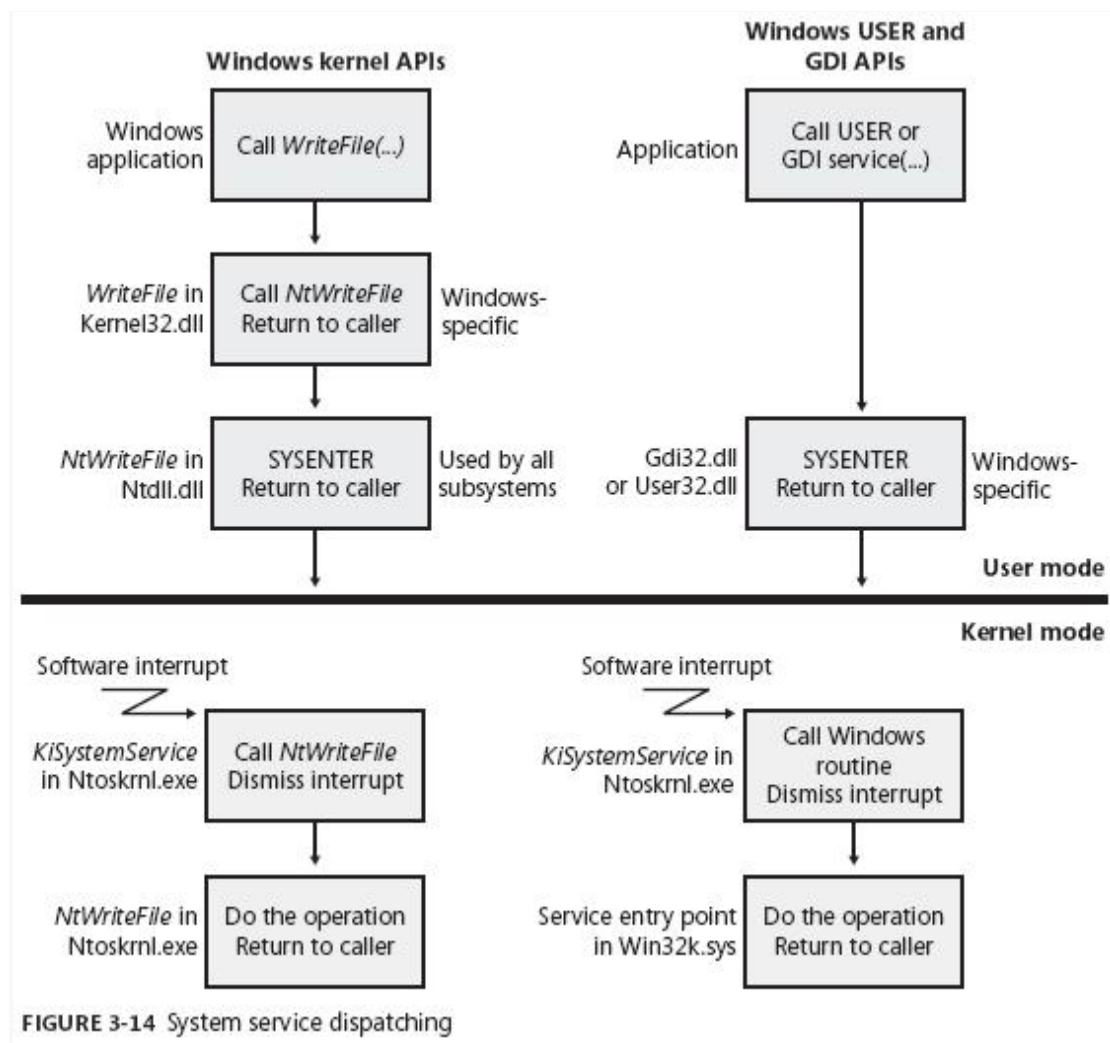 Windows kernel APIs
Windows USER and
GDI APIs
Windows
application
Call WriteFile(...)
Application
Call USER or
GDI service(...)
WriteFile in
Kernel32.dll
Call NtWriteFile
Return to caller
Windows-
specific
NtWriteFile in
Ntdll.dll
SYSENTER
Return to caller
Used by all
subsystems
Gdi32.dll
or User32.dll
SYSENTER
Return to caller
Windows-
specific
User mode
Kernel mode
Software interrupt
Software interrupt
KiSystemService
in Ntoskrnl.exe
Call NtWriteFile
Dismiss interrupt
KiSystemService in
Ntoskrnl.exe
Call Windows
routine
Dismiss interrupt
NtWriteFile in
Ntoskrnl.exe
Do the operation
Return to caller
Service entry point
in Win32k.sys
Do the operation
Return to caller
FIGURE 3-14 System service dispatching